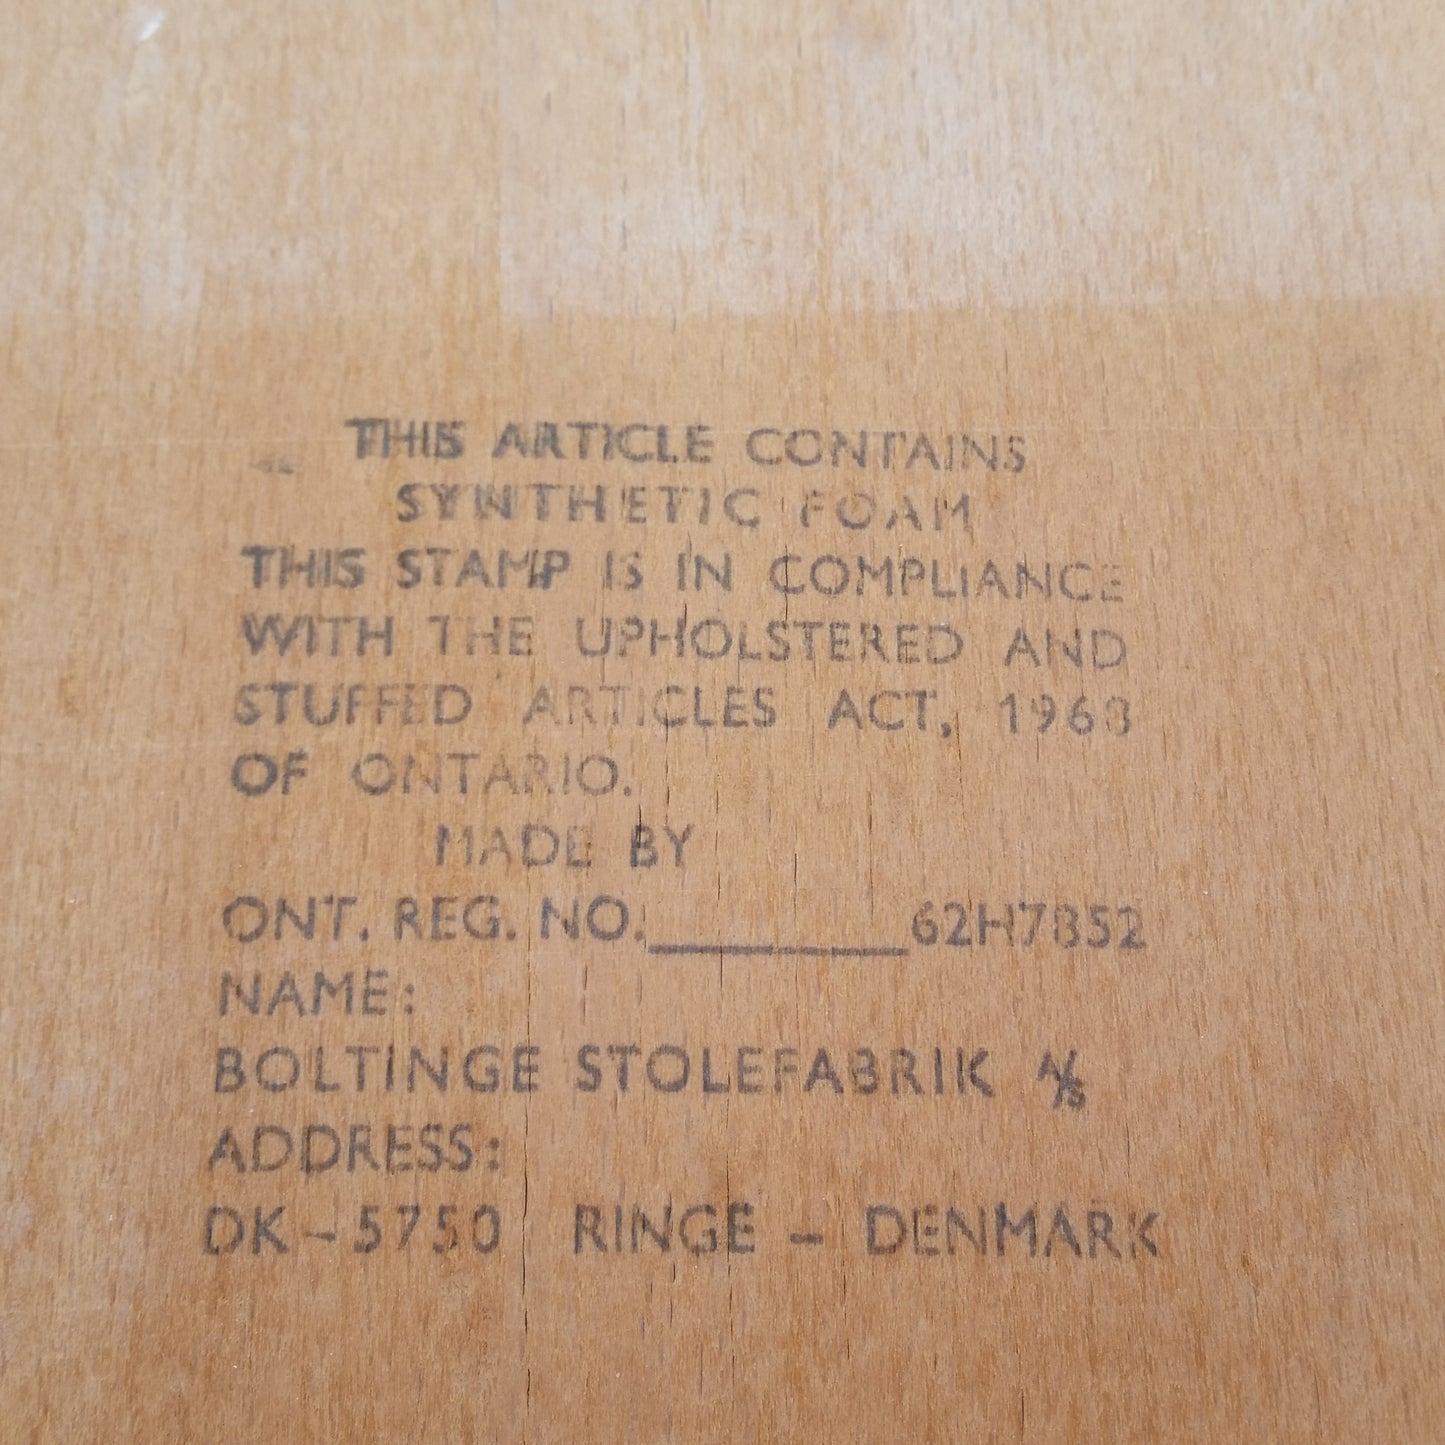 THIS ARTICLE CONTAINS
SYNTHETIC FOAM
THIS STAMP IS IN COMPLIANCE
WITH THE UPHOLSTERED AND
STUFFED ARTICLES ACT, 1968
OF ONTARIO.
MADE BY
ONT. REG. NO.________62H7852
NAME:
BOLTINGE STOLEFABRIK A/S
ADDRESS:
DK-5750 RINGE - DENMARK